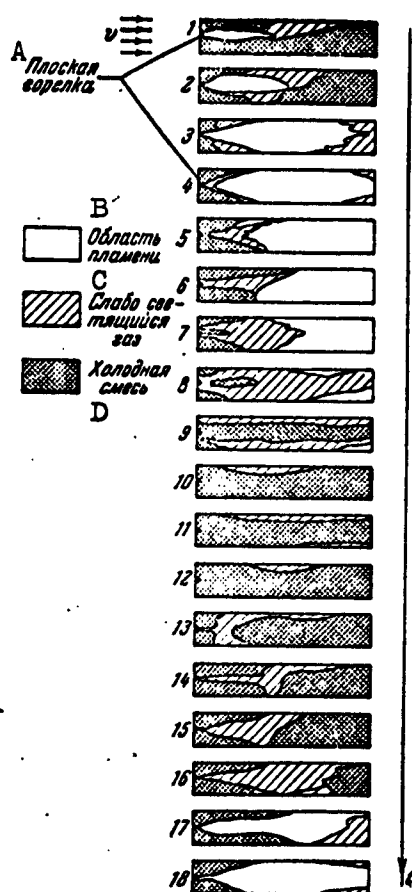 v
A
Плоская
горелка
B
Область
пламени
C
Слабо све-
тящийся
газ
Холодная
смесь
D
1
2
3
4
5
6
7
8
9
10
11
12
13
14
15
16
17
18